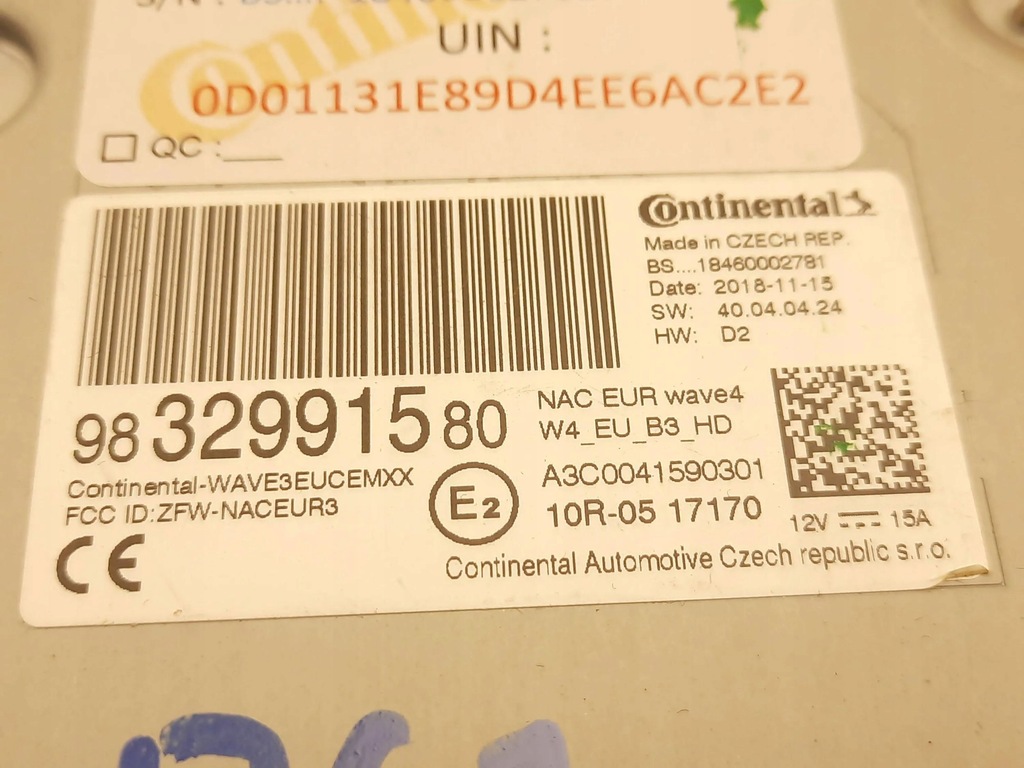 UIN :
0D01131E89D4EE6AC2E2
QC :___
Continental
Made in CZECH REP.
BS....18460002781
Date: 2018-11-15
SW: 40.04.04.24
HW: D2
98 329915 80
NAC EUR wave4
W4_EU_B3_HD
Continental-WAVE3EUCEMXX
A3C0041590301
FCC ID:ZFW-NACEUR3
E2
10R-05 17170
12V 15A
CE
Continental Automotive Czech republic s.r.o.